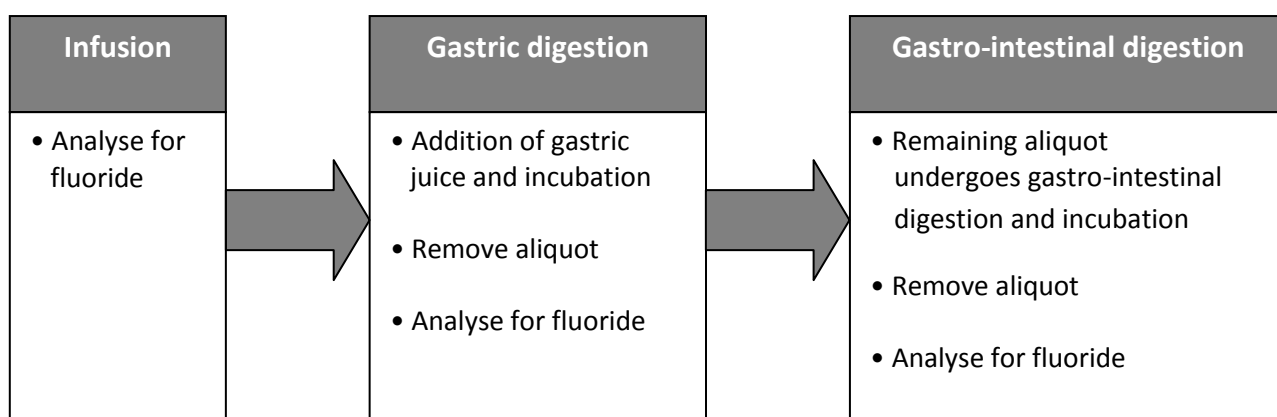 Infusion
• Analyse for
fluoride
Gastric digestion
• Addition of gastric
juice and incubation
• Remove aliquot
• Analyse for fluoride
Gastro-intestinal digestion
• Remaining aliquot
undergoes gastro-intestinal
digestion and incubation
• Remove aliquot
• Analyse for fluoride